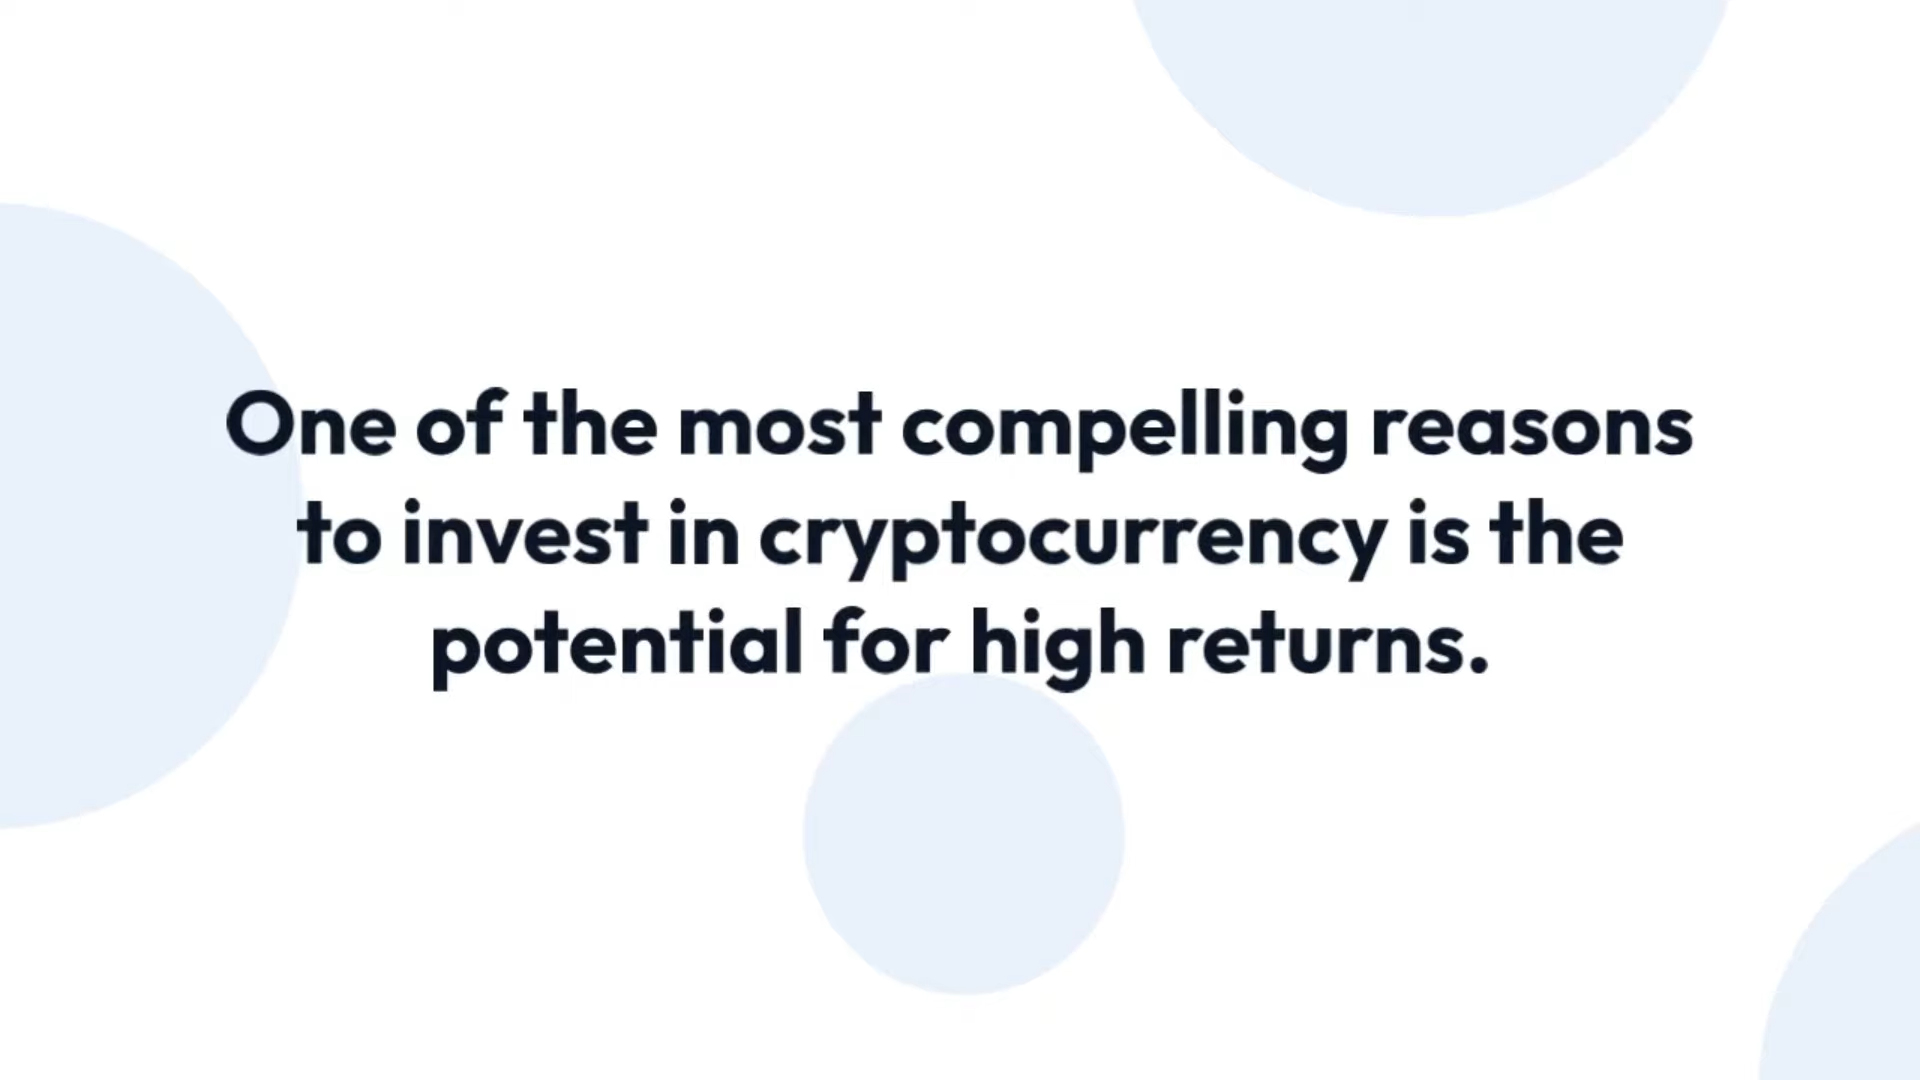 One of the most compelling reasons
to invest in cryptocurrency is the
potential for high returns.